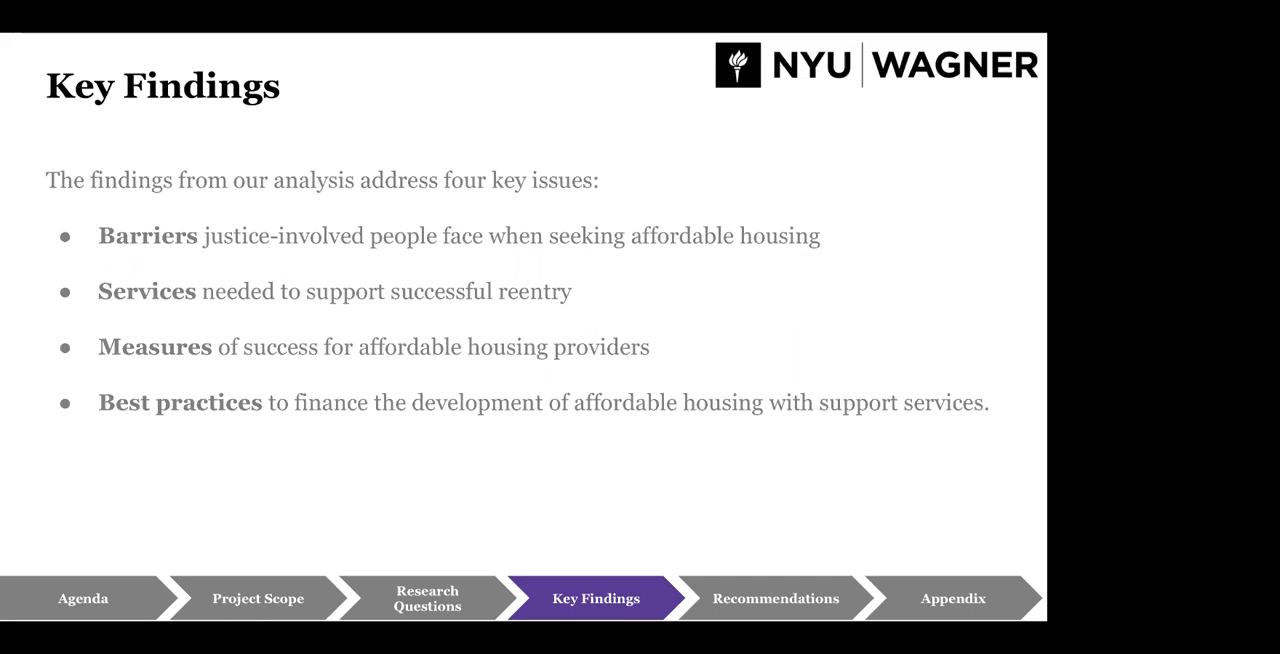 Key Findings
NYU WAGNER
The findings from our analysis address four key issues:
● Barriers justice-involved people face when seeking affordable housing
● Services needed to support successful reentry
● Measures of success for affordable housing providers
● Best practices to finance the development of affordable housing with support services.
Agenda
Project Scope
Research
Questions
Key Findings
Recommendations
Appendix